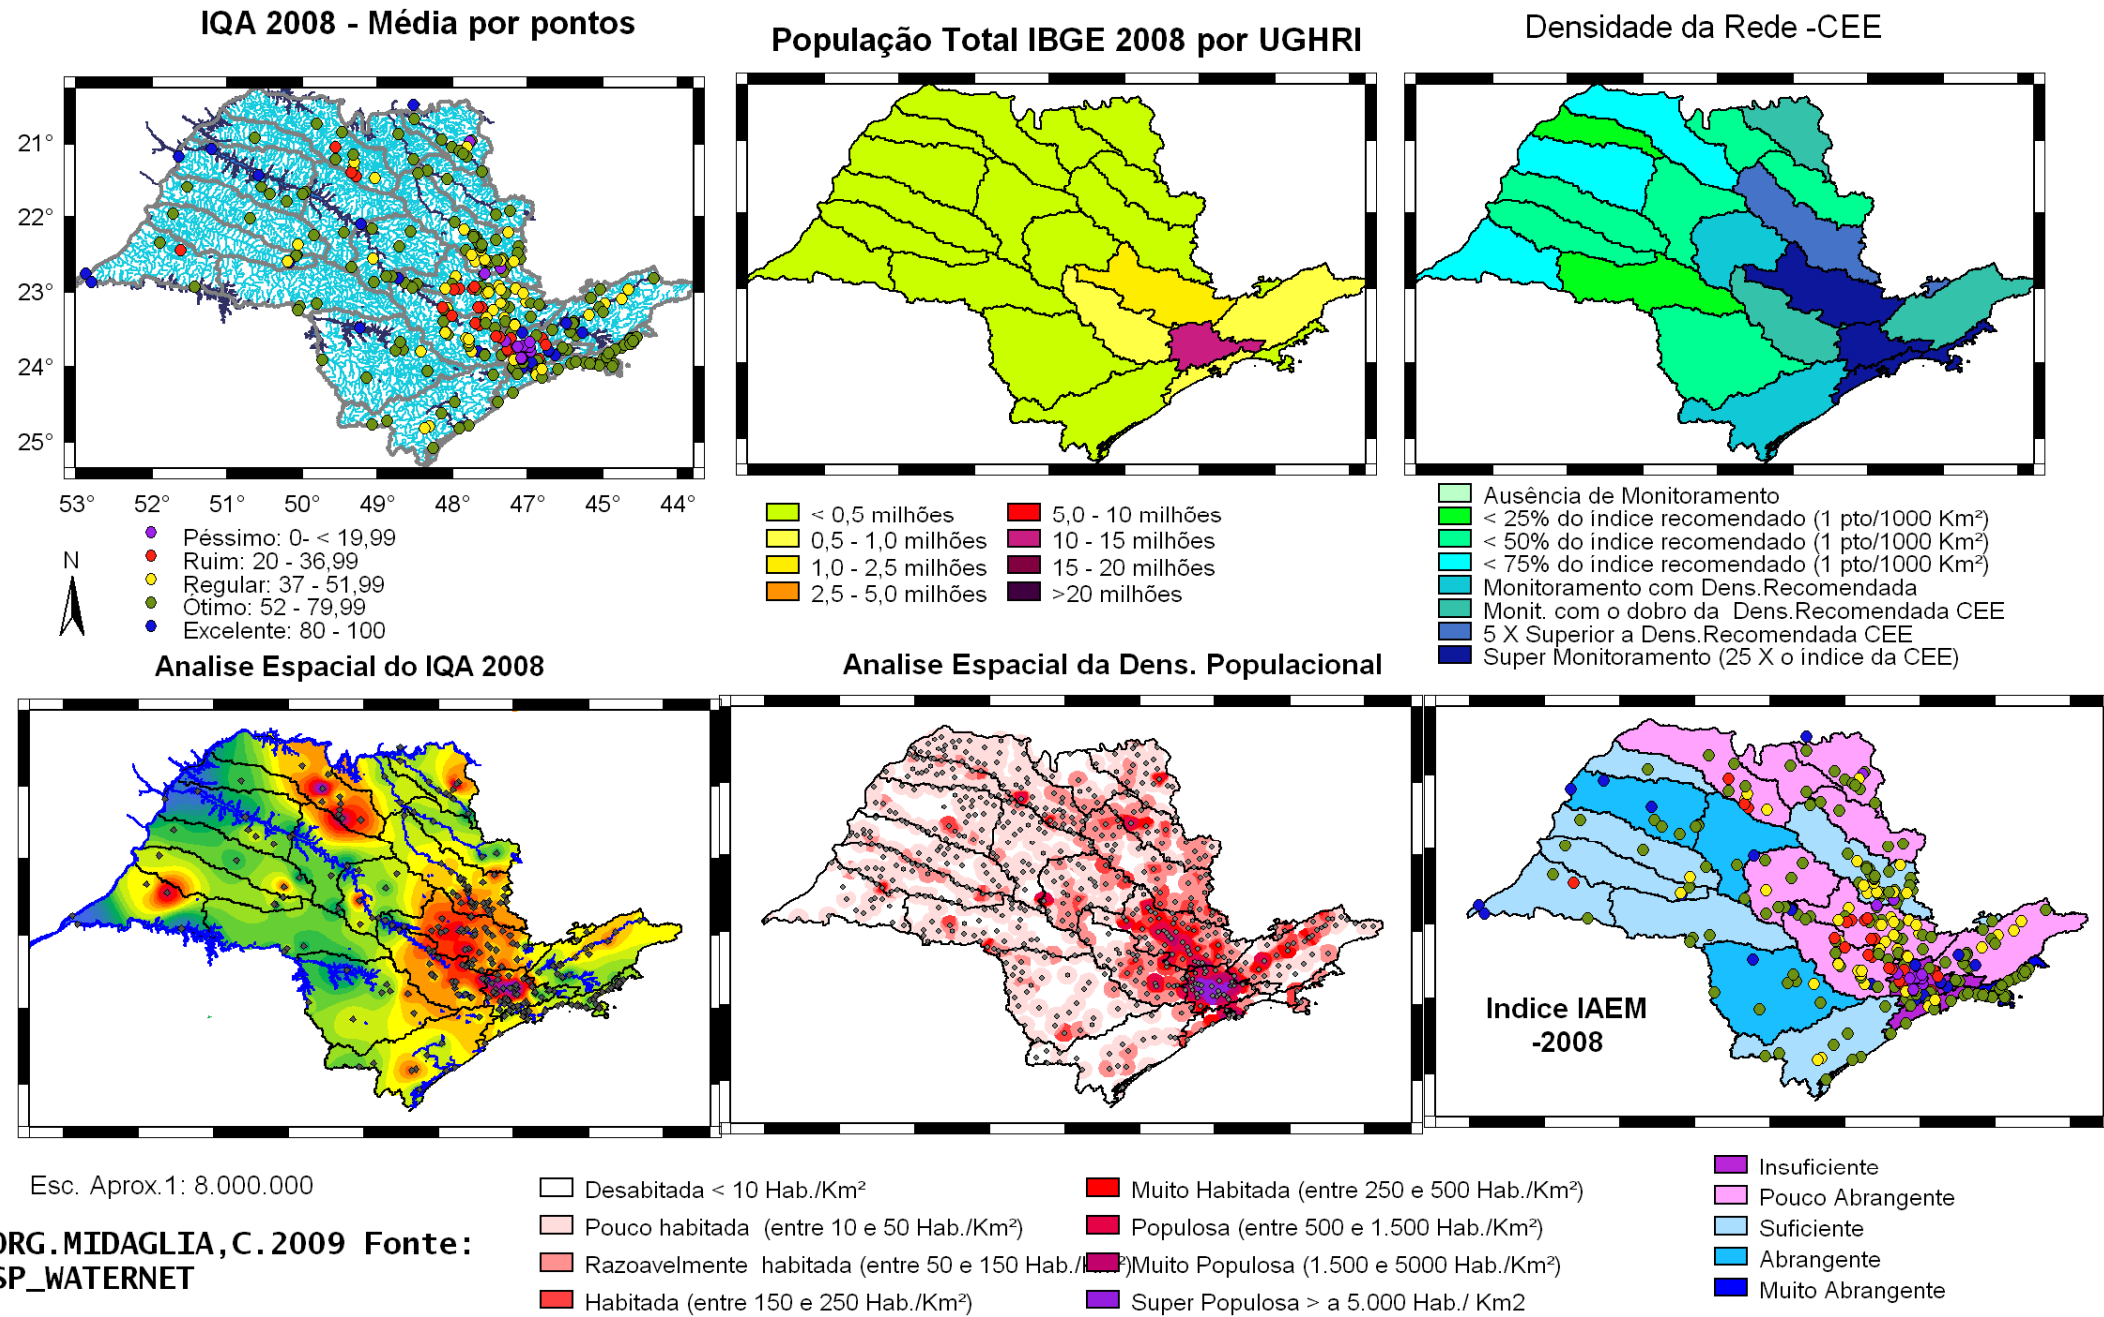 IQA 2008 - Média por pontos
População Total IBGE 2008 por UGHRI
Densidade da Rede -CEE
21°
22°
23°
24°
25°
53° 52° 51° 50° 49° 48° 47° 45° 44°
Péssimo: 0- < 19,99
Ruim: 20 - 36,99
Regular: 37 - 51,99
Ótimo: 52 - 79,99
Excelente: 80 - 100
N
< 0,5 milhões
0,5 - 1,0 milhões
1,0 - 2,5 milhões
2,5 - 5,0 milhões
5,0 - 10 milhões
10 - 15 milhões
15 - 20 milhões
>20 milhões
Ausência de Monitoramento
< 25% do índice recomendado (1 pto/1000 Km²)
< 50% do índice recomendado (1 pto/1000 Km²)
< 75% do índice recomendado (1 pto/1000 Km²)
Monitoramento com Dens.Recomendada
Monit. com o dobro da Dens.Recomendada CEE
5 X Superior a Dens.Recomendada CEE
Super Monitoramento (25 X o índice da CEE)
Analise Espacial do IQA 2008
Analise Espacial da Dens. Populacional
Indice IAEM
-2008
Esc. Aprox.1: 8.000.000
ORG.MIDAGLIA,C.2009 Fonte:
SP_WATERNET
Desabitada < 10 Hab./Km²
Pouco habitada (entre 10 e 50 Hab./Km²)
Razoavelmente habitada (entre 50 e 150 Hab./Km²)
Habitada (entre 150 e 250 Hab./Km²)
Muito Habitada (entre 250 e 500 Hab./Km²)
Populosa (entre 500 e 1.500 Hab./Km²)
Muito Populosa (1.500 e 5000 Hab./Km²)
Super Populosa > a 5.000 Hab./ Km2
Insuficiente
Pouco Abrangente
Suficiente
Abrangente
Muito Abrangente